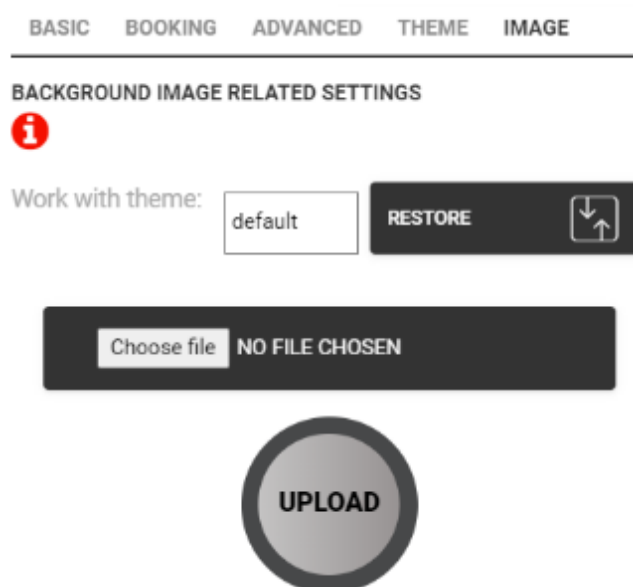 BASIC BOOKING ADVANCED THEME IMAGE
BACKGROUND IMAGE RELATED SETTINGS
Work with theme: default RESTORE
Choose file NO FILE CHOSEN
UPLOAD